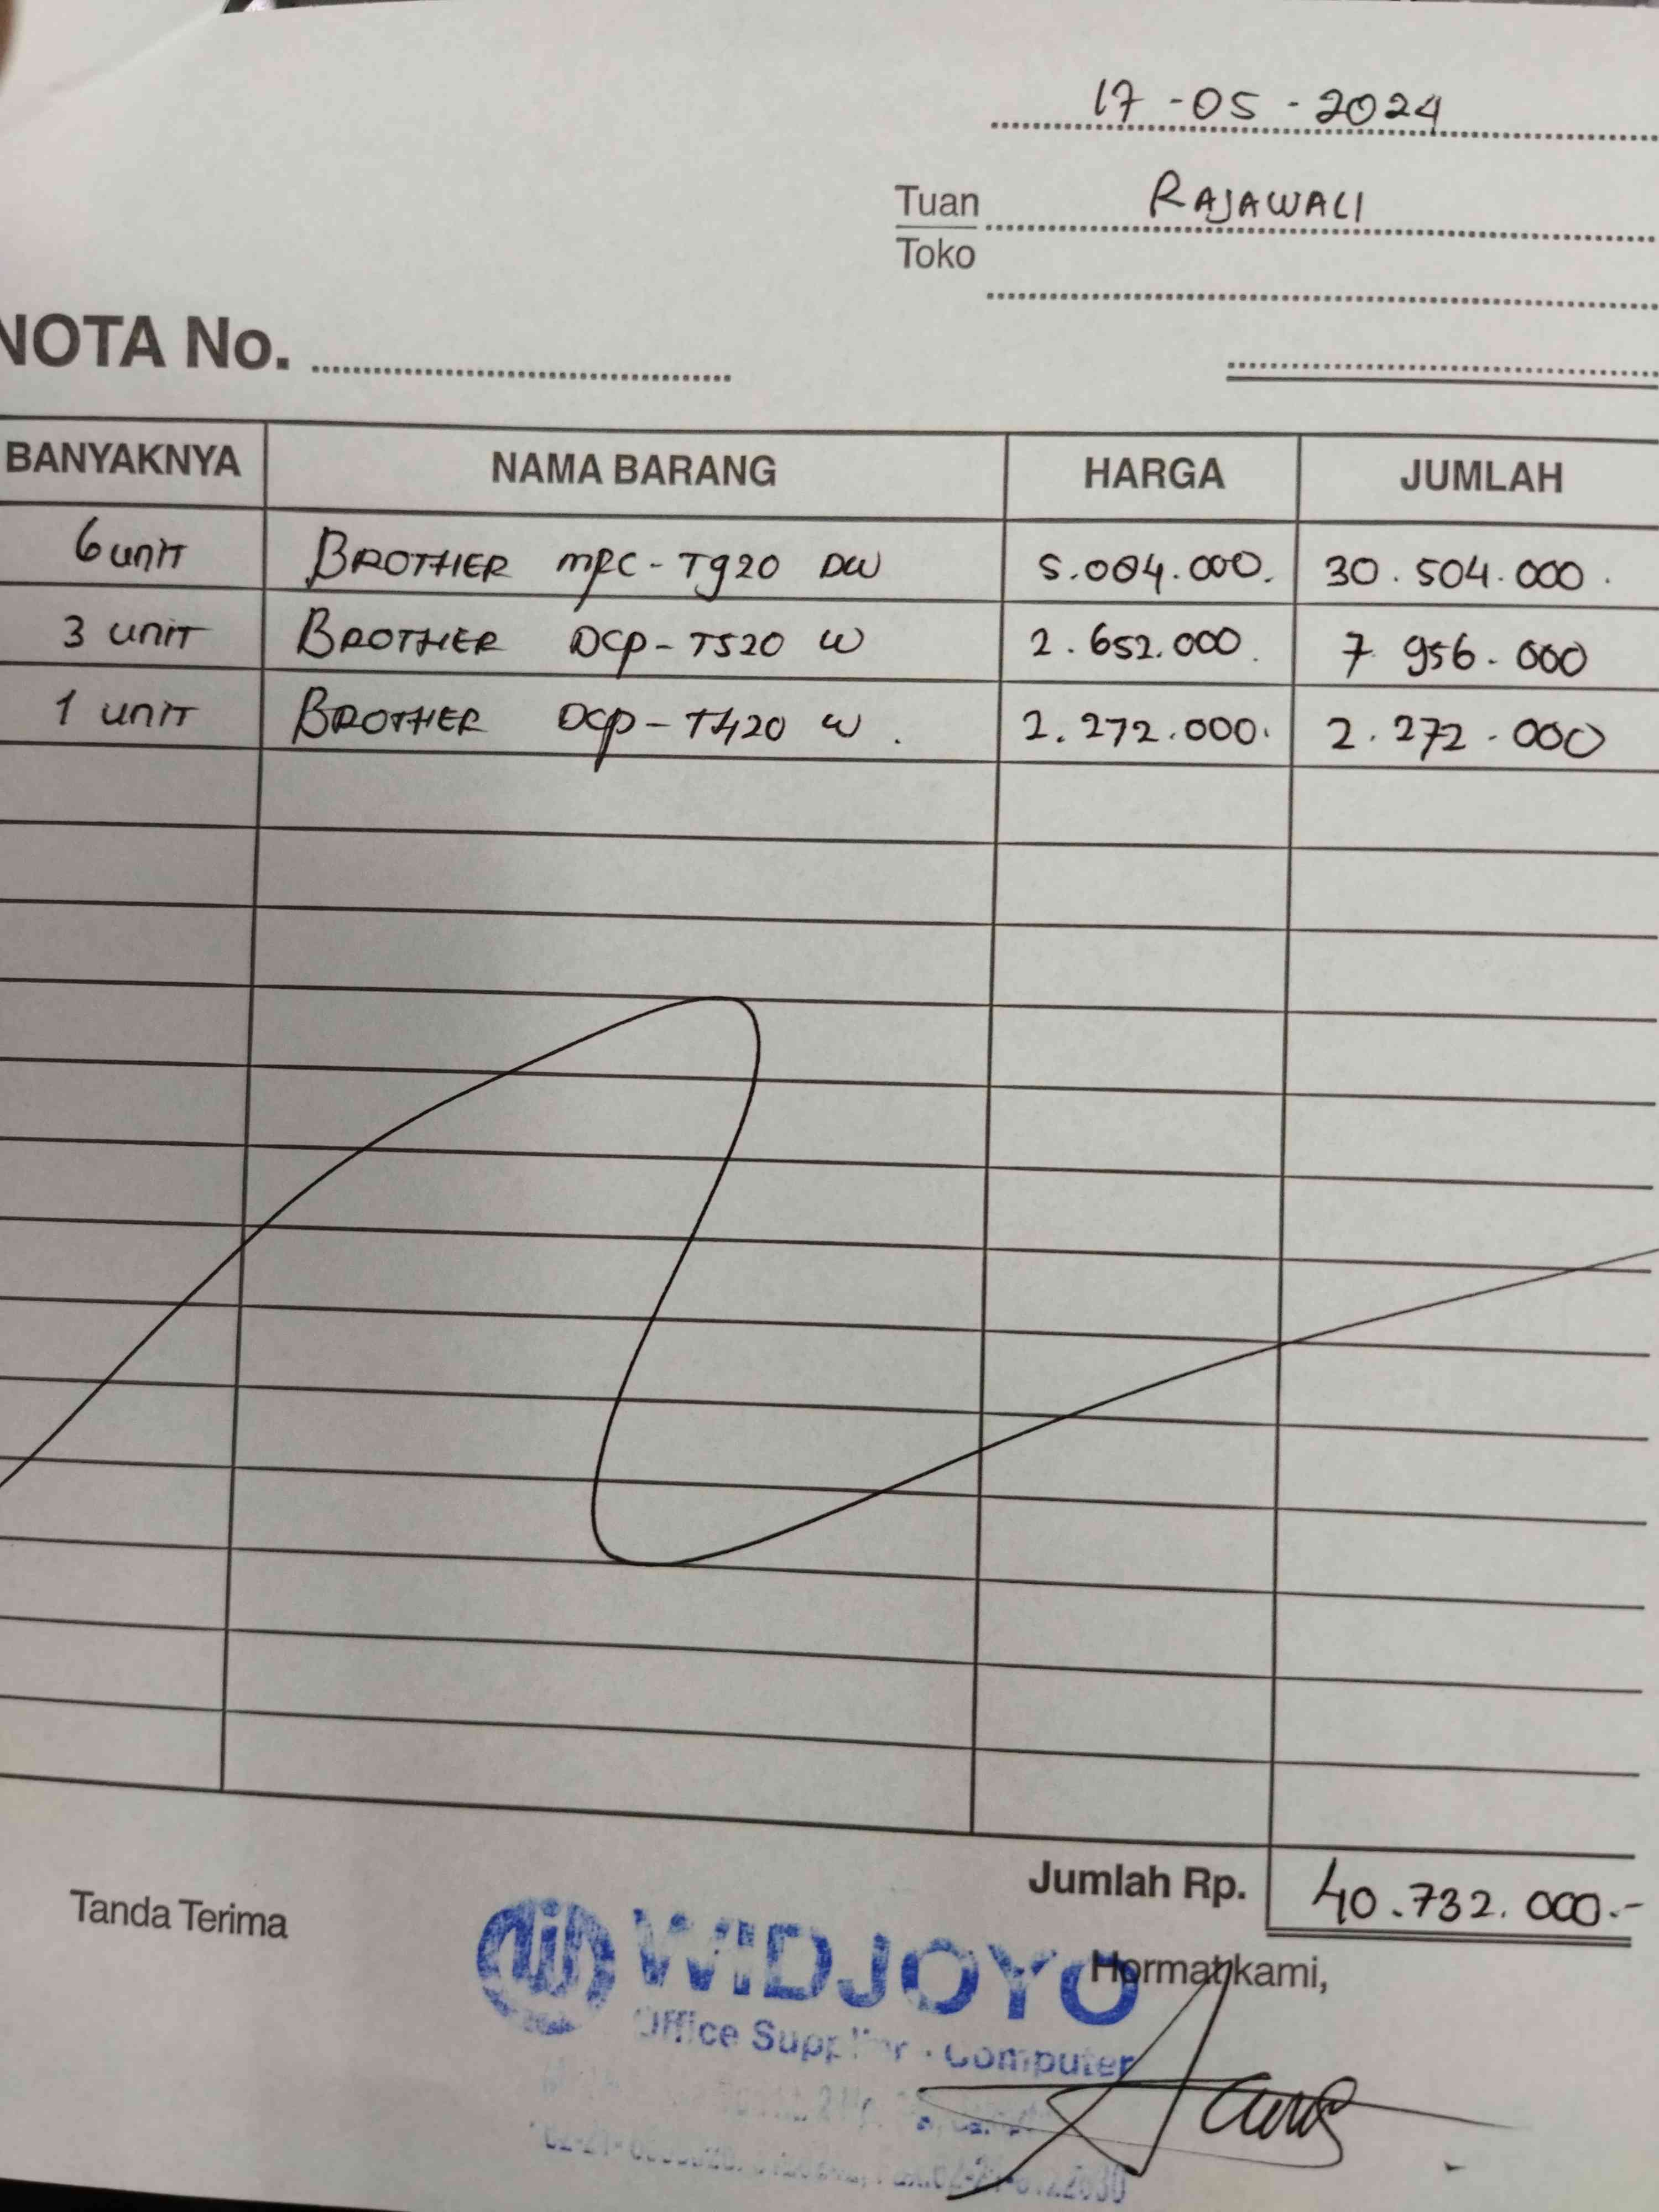 17-05-2024
Tuan RAJAWALI
Toko
NOTA No.
BANYAKNYA NAMA BARANG HARGA JUMLAH
6 unit BROTHER MFC-T920 DW 5.084.000. 30.504.000.
3 unit BROTHER DCP-T520 W 2.652.000. 7.956.000
1 unit BROTHER DCP-T420 W. 2.272.000. 2.272.000
Jumlah Rp. 40.732.000.-
Tanda Terima
Hormat kami,
WIDJOYO
Office Supplier - Computer